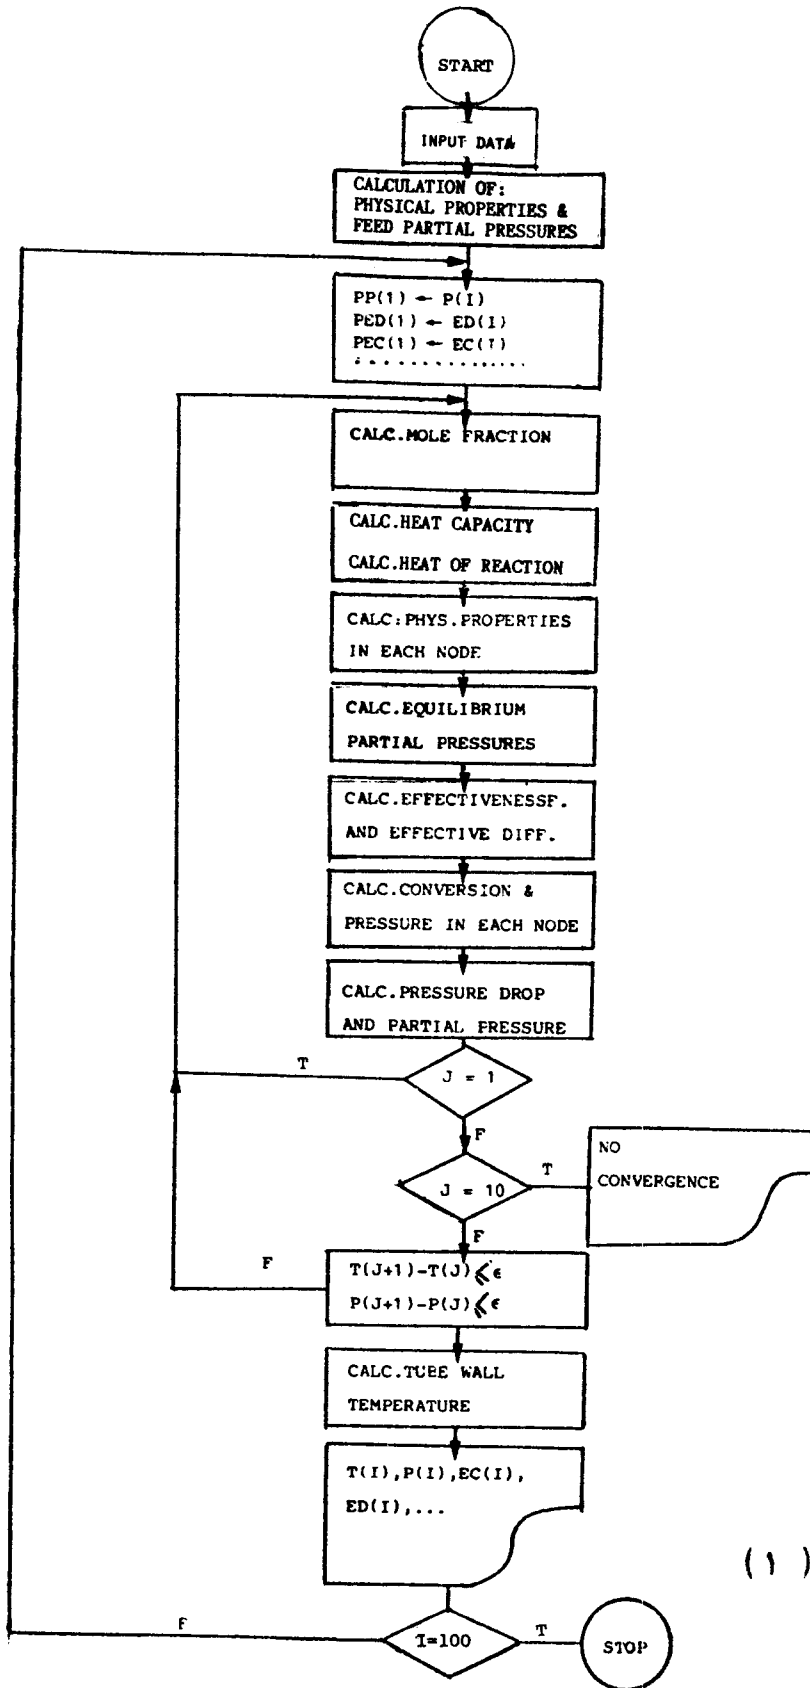 START
INPUT DATA
CALCULATION OF:
PHYSICAL PROPERTIES &
FEED PARTIAL PRESSURES
PP(1) ← P(I)
PED(1) ← ED(I)
PEC(1) ← EC(I)
..............
CALC.MOLE FRACTION
CALC.HEAT CAPACITY
CALC.HEAT OF REACTION
CALC:PHYS.PROPERTIES
IN EACH NODE
CALC.EQUILIBRIUM
PARTIAL PRESSURES
CALC.EFFECTIVENESSF.
AND EFFECTIVE DIFF.
CALC.CONVERSION &
PRESSURE IN EACH NODE
CALC.PRESSURE DROP
AND PARTIAL PRESSURE
T
J = 1
F
J = 10
T
NO
CONVERGENCE
F
F
T(J+1)-T(J) ⩽ ϵ
P(J+1)-P(J) ⩽ ϵ
CALC.TUBE WALL
TEMPERATURE
T(I),P(I),EC(I),
ED(I),...
(1)
F
I=100
T
STOP